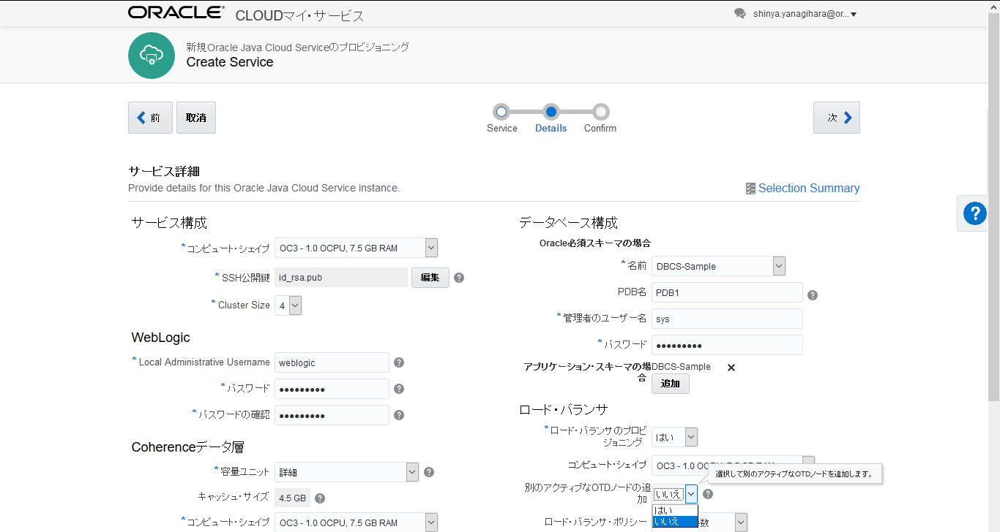 ORACLE® CLOUDマイ・サービス
shinya.yanagihara@or...
新規Oracle Java Cloud Serviceのプロビジョニング
Create Service
前
取消
Service
Details
Confirm
次
サービス詳細
Provide details for this Oracle Java Cloud Service instance.
Selection Summary
?
サービス構成
*コンピュート・シェイプ OC3 - 1.0 OCPU, 7.5 GB RAM
*SSH公開鍵 id_rsa.pub 編集 ?
*Cluster Size 4
WebLogic
*Local Administrative Username weblogic ?
*パスワード ●●●●●●●●● ?
*パスワードの確認 ●●●●●●●●● ?
Coherenceデータ層
*容量ユニット 詳細 ?
キャッシュ・サイズ 4.5 GB ?
*コンピュート・シェイプ OC3 - 1.0 OCPU, 7.5 GB RAM
データベース構成
Oracle必須スキーマの場合
*名前 DBCS-Sample
PDB名 PDB1 ?
*管理者のユーザー名 sys
*パスワード ●●●●●●●●●
アプリケーション・スキーマの場 DBCS-Sample ×
合
追加
ロード・バランサ
*ロード・バランサのプロビ
ジョニング はい
コンピュート・シェイプ OC3 - 1.0
選択して別のアクティブなOTDノードを追加します。
別のアクティブなOTDノードの追
加 いいえ ?
はい
いいえ
ロード・バランサ・ポリシー 数